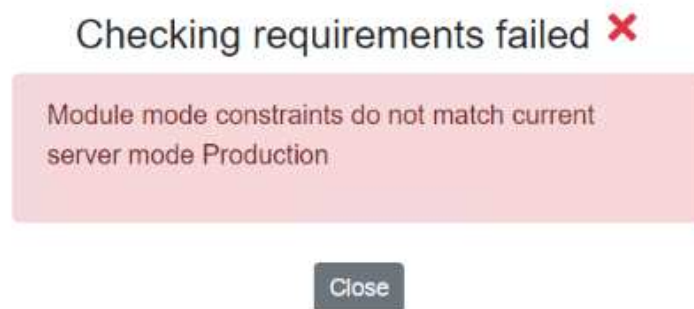 Checking requirements failed
Module mode constraints do not match current
server mode Production
Close